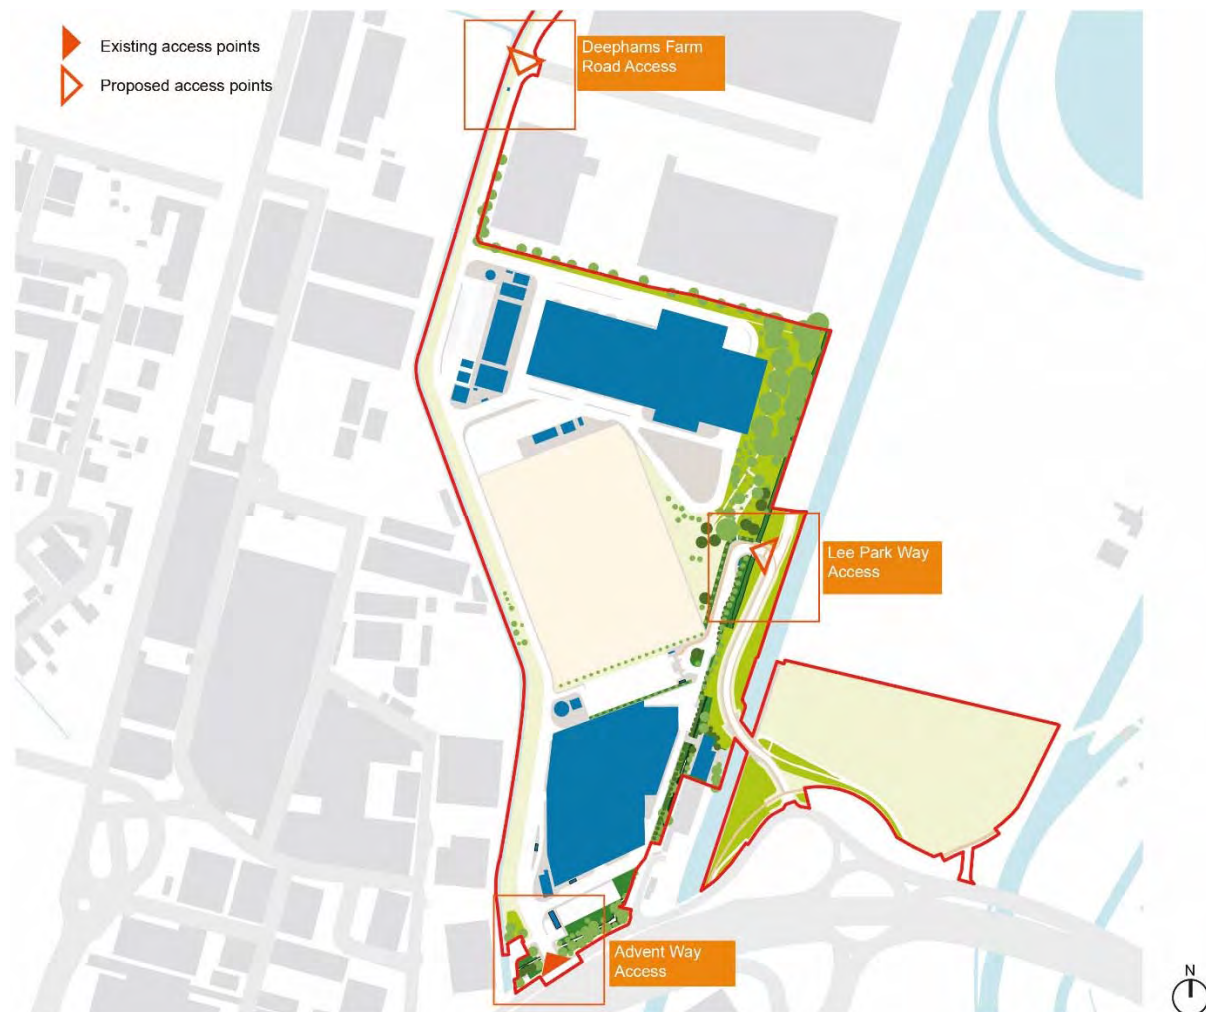 Existing access points
Proposed access points
Deephams Farm
Road Access
Lee Park Way
Access
Advent Way
Access
N